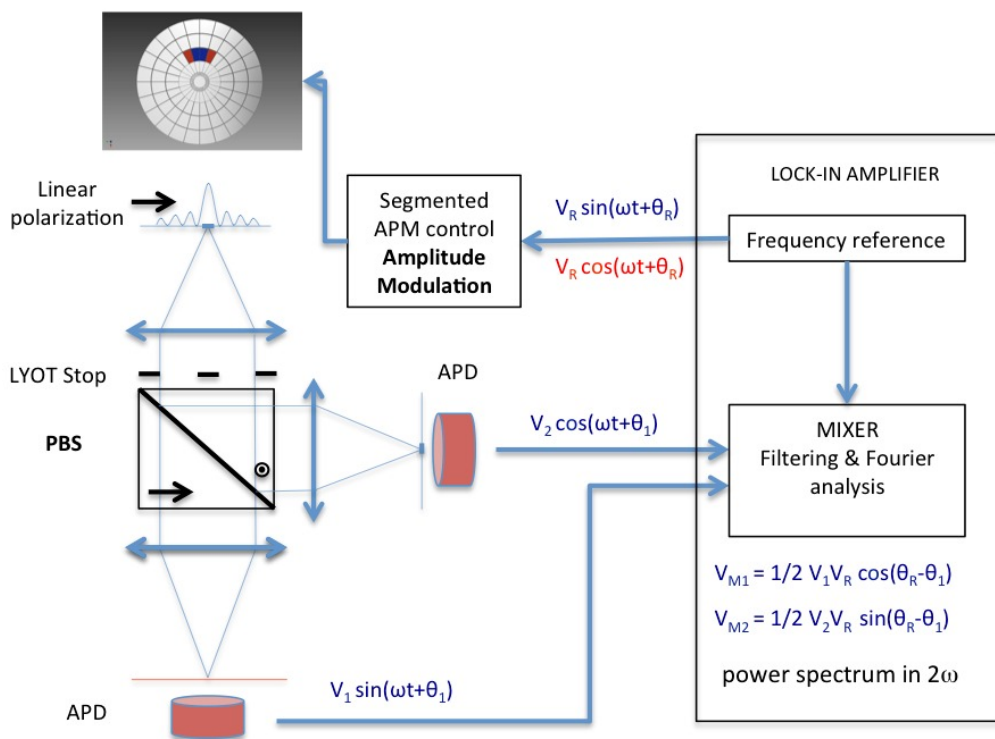 Linear
polarization
Segmented
APM control
Amplitude
Modulation
V_R sin(ωt+θ_R)
V_R cos(ωt+θ_R)
LOCK-IN AMPLIFIER
Frequency reference
LYOT Stop
PBS
APD
V_2 cos(ωt+θ_1)
MIXER
Filtering & Fourier
analysis
V_M1 = 1/2 V_1V_R cos(θ_R-θ_1)
V_M2 = 1/2 V_2V_R sin(θ_R-θ_1)
power spectrum in 2ω
APD
V_1 sin(ωt+θ_1)